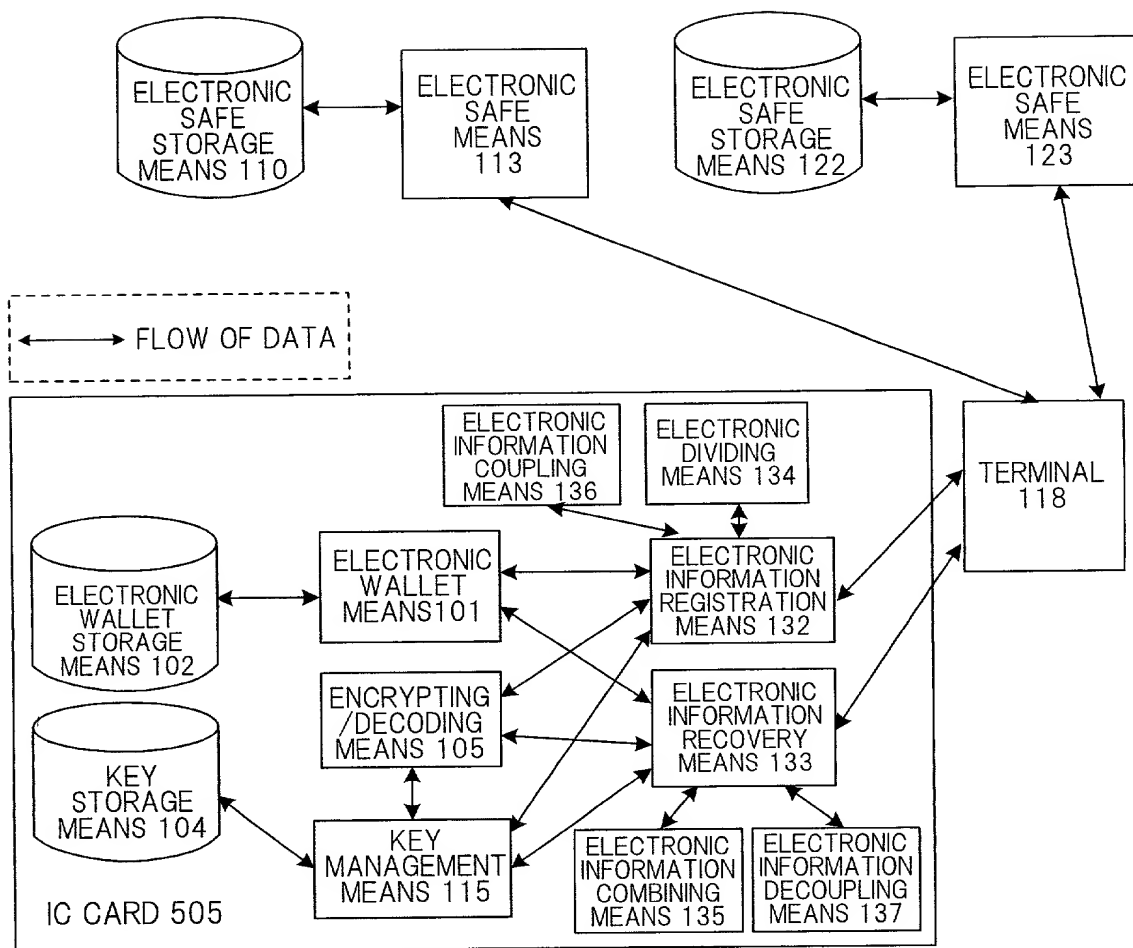 ELECTRONIC
SAFE
STORAGE
MEANS 110
ELECTRONIC
SAFE
MEANS
113
ELECTRONIC
SAFE
STORAGE
MEANS 122
ELECTRONIC
SAFE
MEANS
123
FLOW OF DATA
ELECTRONIC
INFORMATION
COUPLING
MEANS 136
ELECTRONIC
DIVIDING
MEANS 134
TERMINAL
118
ELECTRONIC
WALLET
STORAGE
MEANS 102
ELECTRONIC
WALLET
MEANS101
ELECTRONIC
INFORMATION
REGISTRATION
MEANS 132
ENCRYPTING
/DECODING
MEANS 105
ELECTRONIC
INFORMATION
RECOVERY
MEANS 133
KEY
STORAGE
MEANS 104
KEY
MANAGEMENT
MEANS 115
ELECTRONIC
INFORMATION
COMBINING
MEANS 135
ELECTRONIC
INFORMATION
DECOUPLING
MEANS 137
IC CARD 505